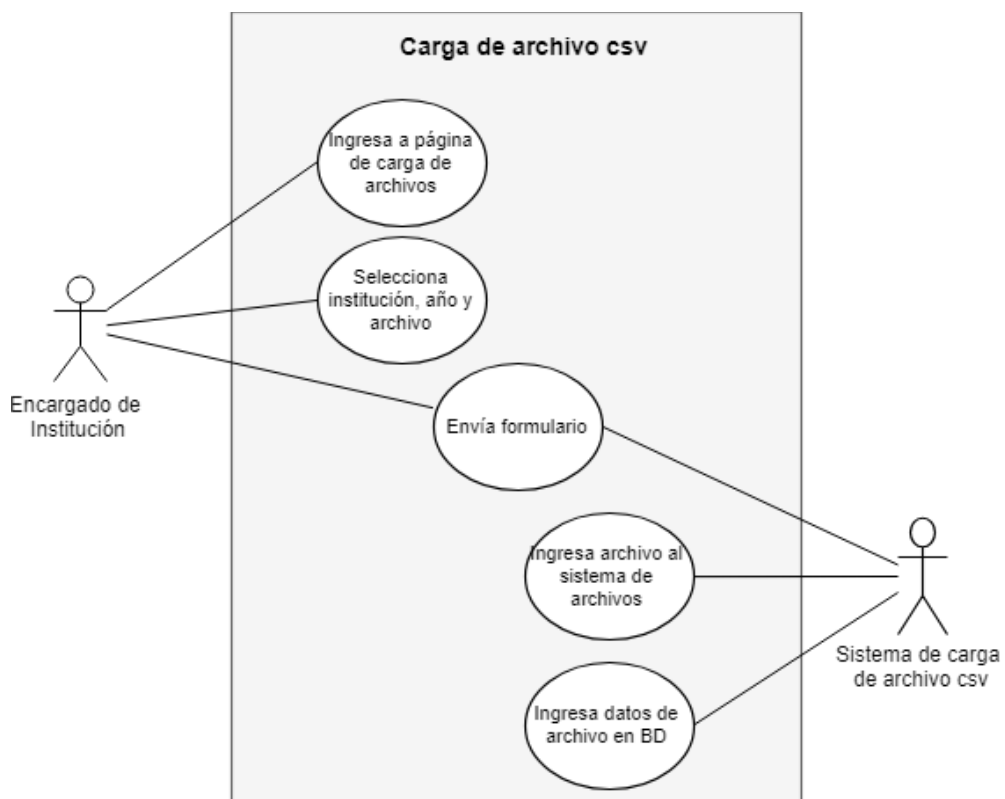 Carga de archivo csv
Ingresa a página
de carga de
archivos
Selecciona
institución, año y
archivo
Encargado de
Institución
Envía formulario
Ingresa archivo al
sistema de
archivos
Sistema de carga
de archivo csv
Ingresa datos de
archivo en BD